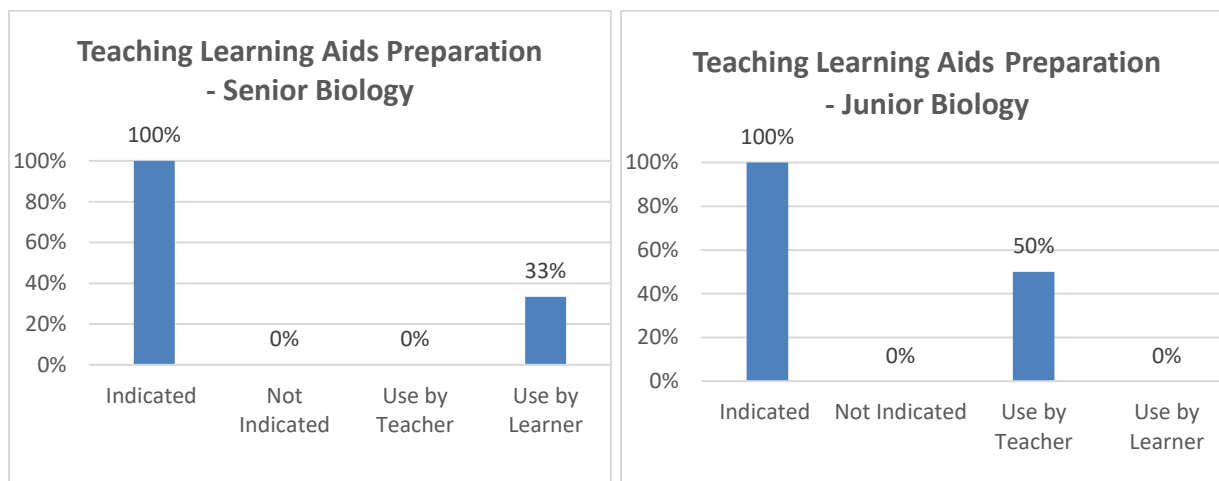 Teaching Learning Aids Preparation
- Senior Biology
100%
100%
80%
60%
40%
20%
0%
0%
0%
33%
Indicated
Not
Indicated
Use by
Teacher
Use by
Learner
Teaching Learning Aids Preparation
- Junior Biology
100%
100%
80%
60%
40%
20%
0%
0%
50%
0%
Indicated
Not Indicated
Use by
Teacher
Use by
Learner